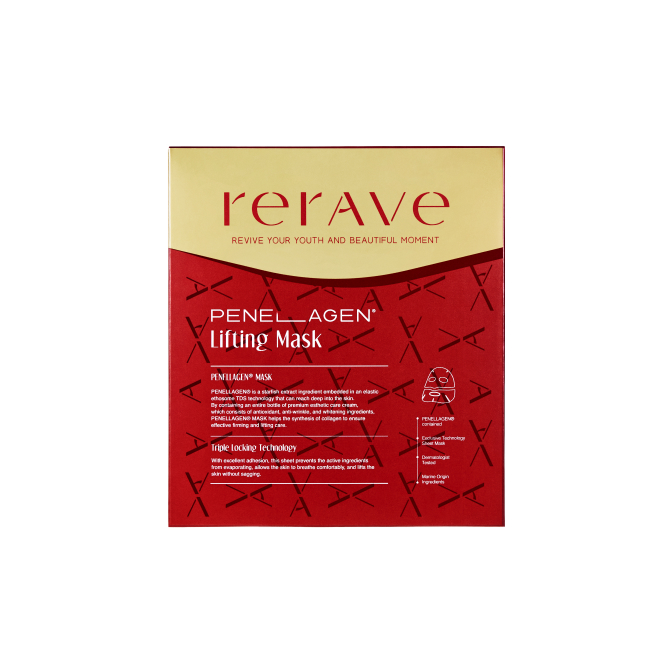 rerave
REVIVE YOUR YOUTH AND BEAUTIFUL MOMENT
PENELLAGEN®
Lifting Mask
PENELLAGEN® MASK
PENELLAGEN® is a starfish extract ingredient embedded in an elastic
ethosome TDS technology that can reach deep into the skin.
By containing an entire bottle of premium esthetic care cream,
which consists of antioxidant, anti-wrinkle, and whitening ingredients,
PENELLAGEN® MASK helps the synthesis of collagen to ensure
effective firming and lifting care.
Triple Locking Technology
With excellent adhesion, this sheet prevents the active ingredients
from evaporating, allows the skin to breathe comfortably, and lifts the
skin without sagging.
PENELLAGEN®
contained
Exclusive Technology
Sheet Mask
Dermatologist
Tested
Marine Origin
Ingredients